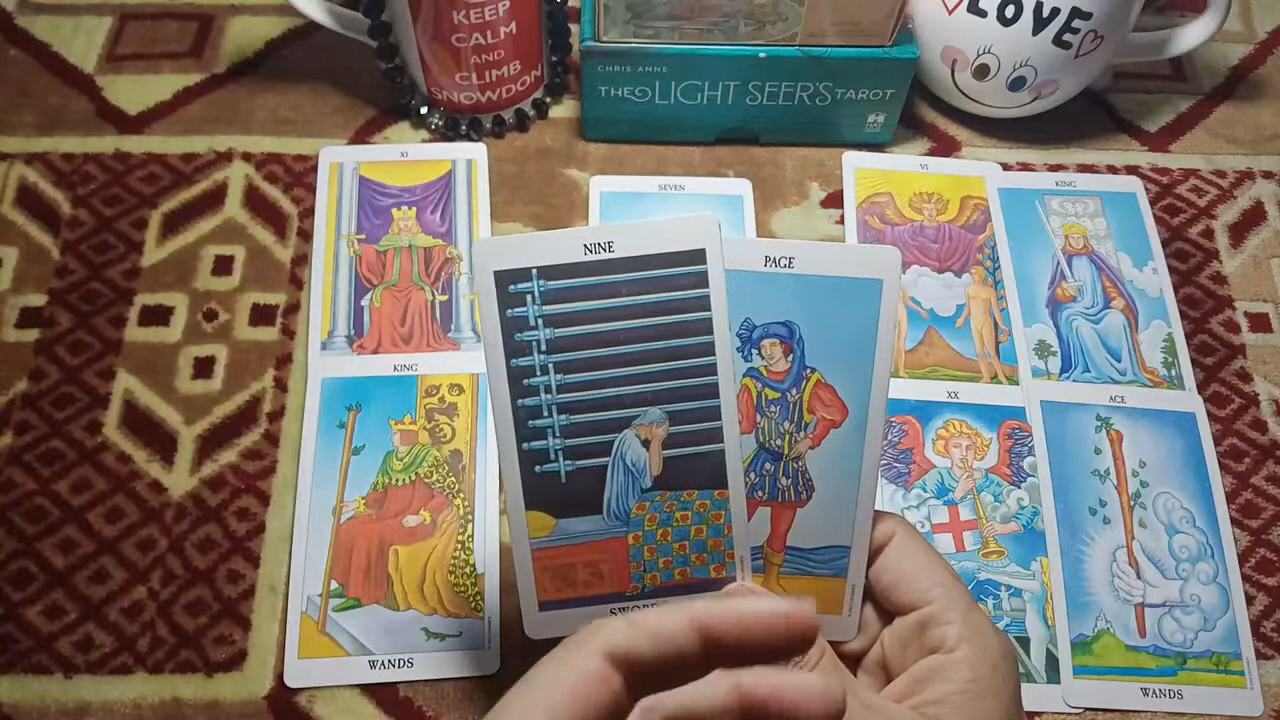 KEEP
CALM
AND
CLIMB
SNOWDON
CHRIS-ANNE
THE LIGHT SEER'S TAROT
HAY
LOVE
XI
SEVEN
VI
KING
NINE
PAGE
KING
XX
ACE
WANDS
WANDS